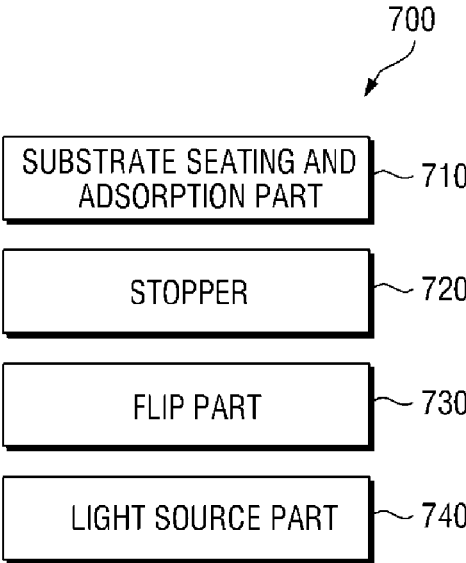 700
SUBSTRATE SEATING AND
ADSORPTION PART
710
STOPPER
720
FLIP PART
730
LIGHT SOURCE PART
740